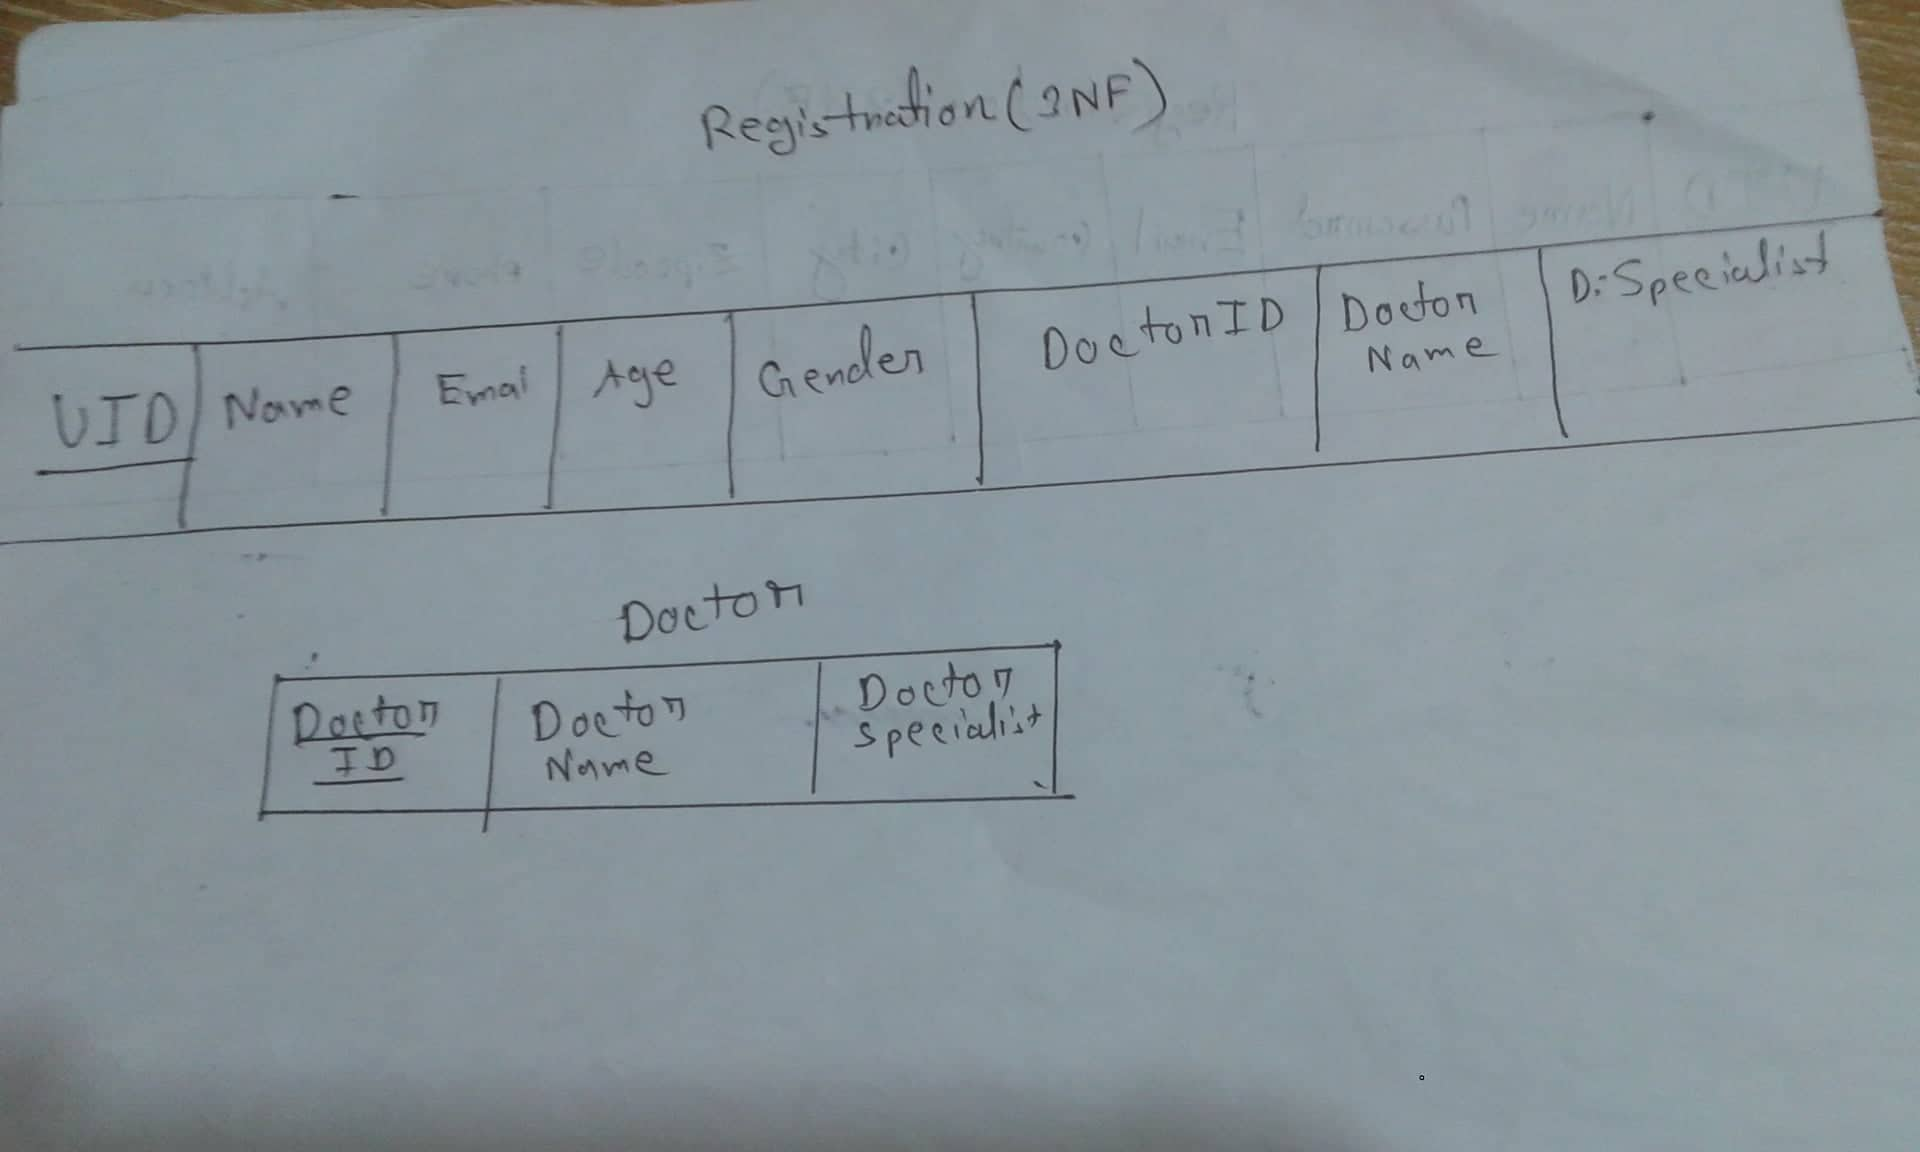 Registration (3NF)
UID Name Emai Age Gender Doctor ID Doctor Name D:Specialist
Doctor
Doctor ID Doctor Name Doctor specialist